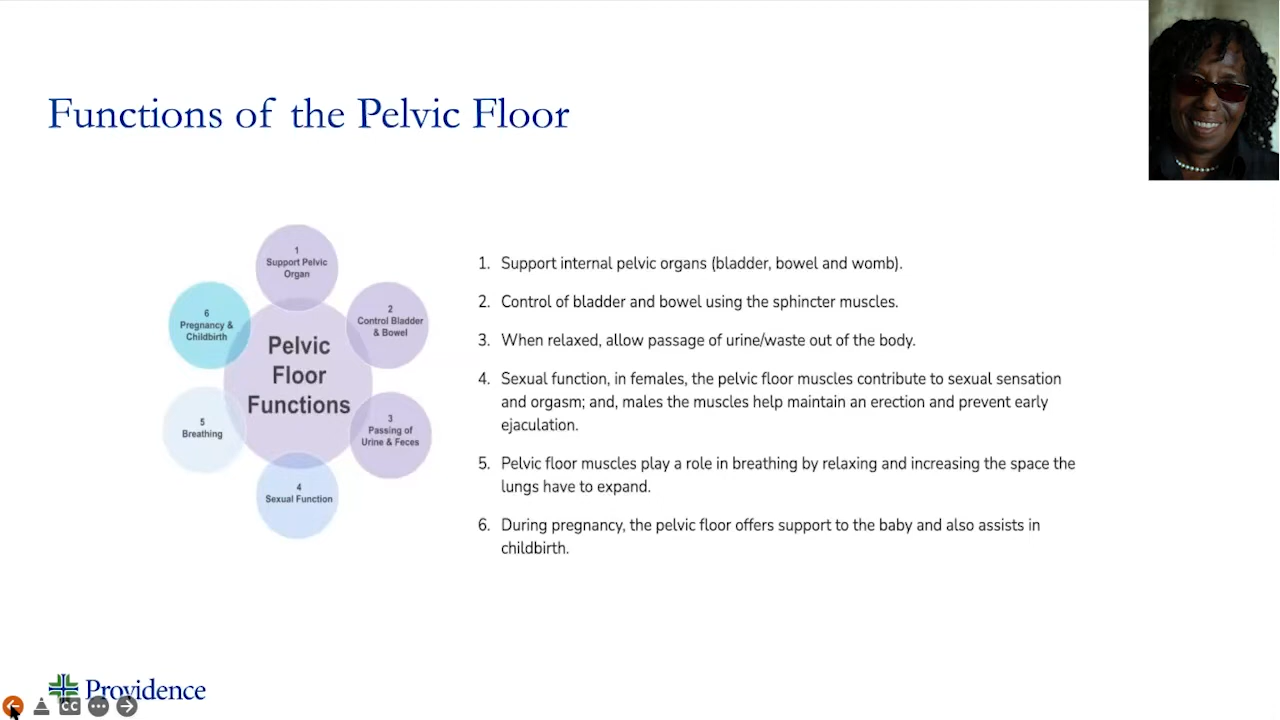 Functions of the Pelvic Floor
1
Support Pelvic
Organ
2
Control Bladder
& Bowel
3
Passing of
Urine & Feces
4
Sexual Function
5
Breathing
6
Pregnancy &
Childbirth
Pelvic
Floor
Functions
1. Support internal pelvic organs (bladder, bowel and womb).
2. Control of bladder and bowel using the sphincter muscles.
3. When relaxed, allow passage of urine/waste out of the body.
4. Sexual function, in females, the pelvic floor muscles contribute to sexual sensation
and orgasm; and, males the muscles help maintain an erection and prevent early
ejaculation.
5. Pelvic floor muscles play a role in breathing by relaxing and increasing the space the
lungs have to expand.
6. During pregnancy, the pelvic floor offers support to the baby and also assists in
childbirth.
Providence
CC